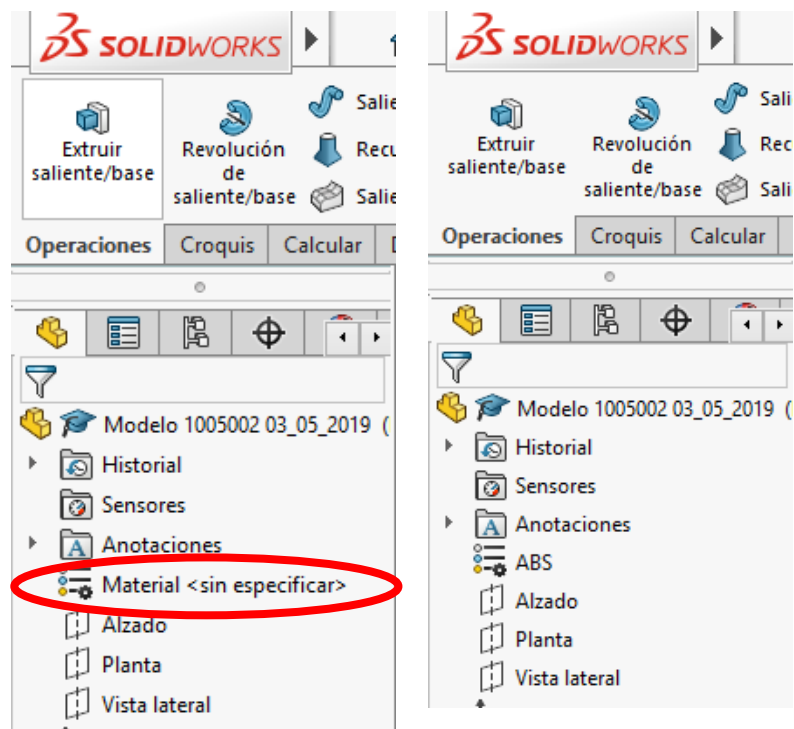 SOLIDWORKS
Extruir
saliente/base
Revolución
de
saliente/base
Operaciones
Croquis
Calcular
Modelo 1005002 03_05_2019 (
Historial
Sensores
A Anotaciones
Material <sin especificar>
Alzado
Planta
Vista lateral
SOLIDWORKS
Extruir
saliente/base
Revolución
de
saliente/base
Operaciones
Croquis
Calcular
Modelo 1005002 03_05_2019 (
Historial
Sensores
A Anotaciones
ABS
Alzado
Planta
Vista lateral